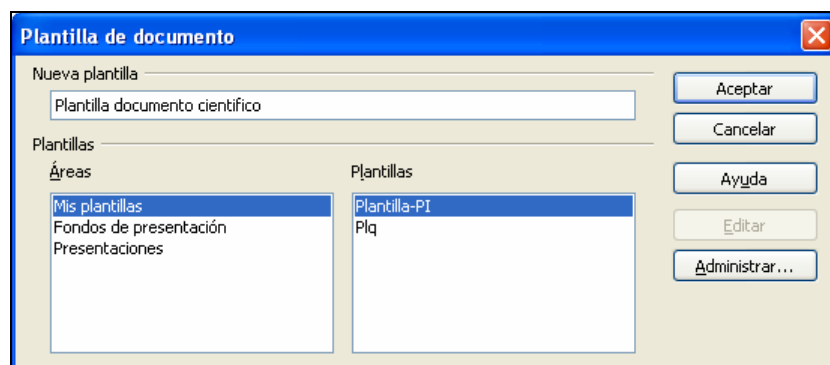 Plantilla de documento
Nueva plantilla
Plantilla documento cientifico
Plantillas
Áreas
Mis plantillas
Fondos de presentación
Presentaciones
Plantillas
Plantilla-PI
Plq
Aceptar
Cancelar
Ayuda
Editar
Administrar...